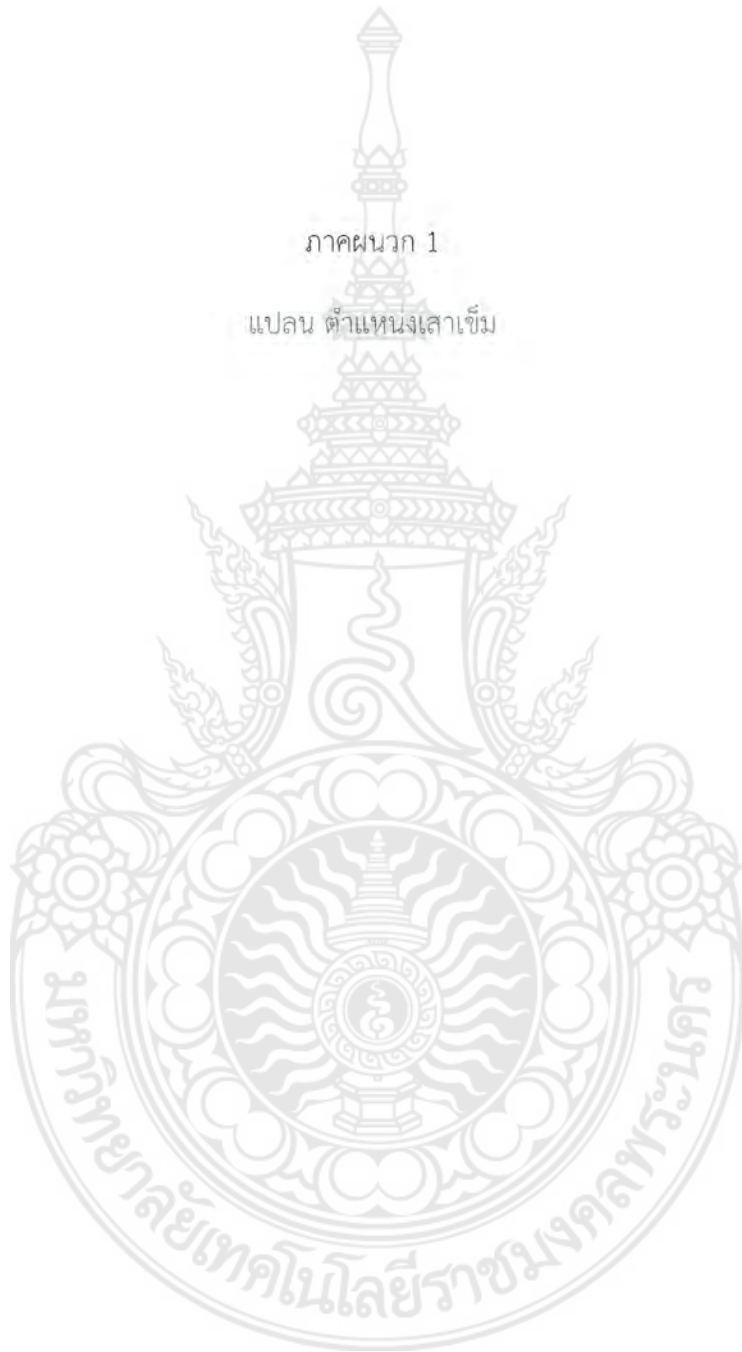 ภาคผนวก 1
แปลน ตำแหน่งเสาเข็ม
มหาวิทยาลัยเทคโนโลยีราชมงคลพระนคร